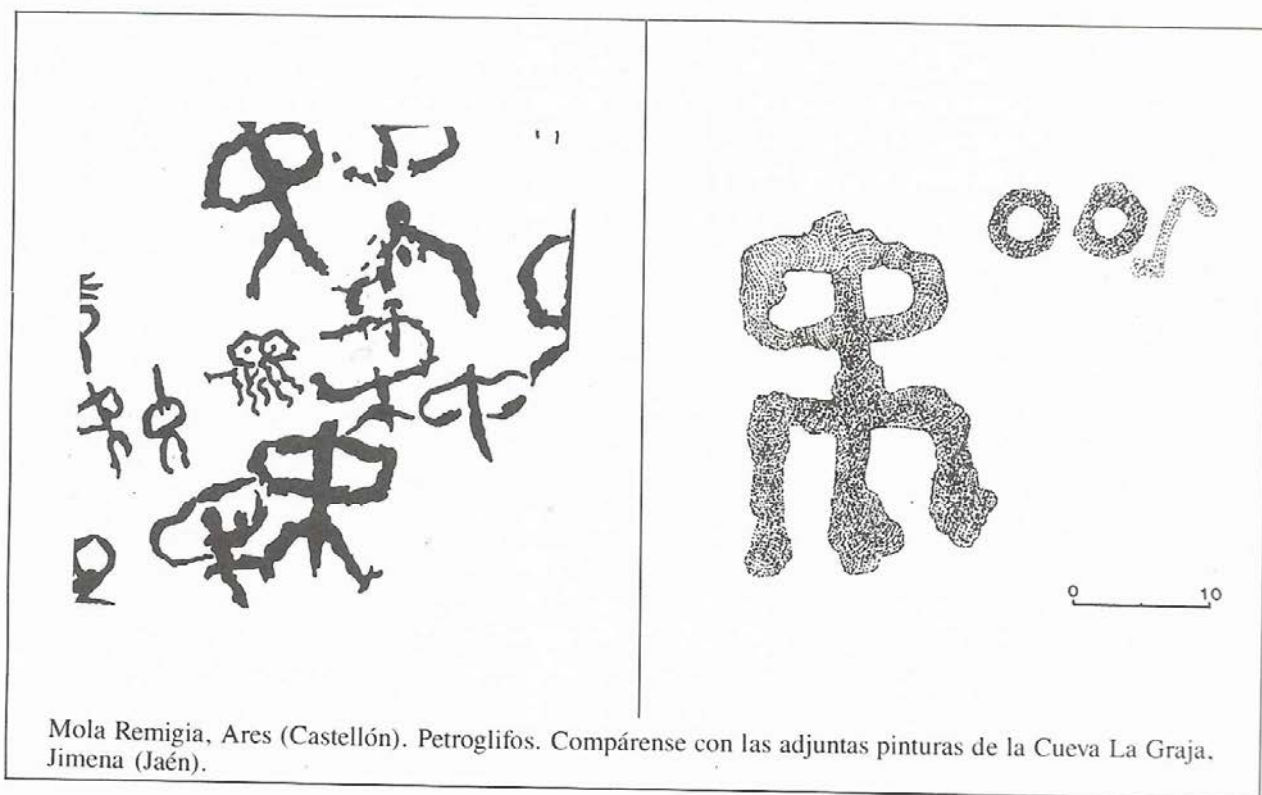 0 10
Mola Remigia, Ares (Castellón). Petroglifos. Compárense con las adjuntas pinturas de la Cueva La Graja,
Jimena (Jaén).